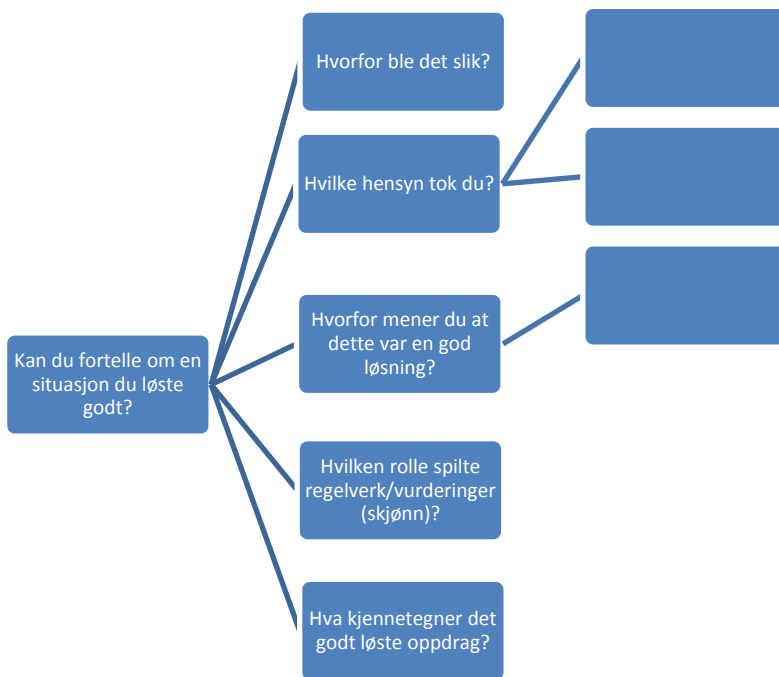 Hvorfor ble det slik?
Hvilke hensyn tok du?
Hvorfor mener du at
dette var en god
løsning?
Kan du fortelle om en
situasjon du løste
godt?
Hvilken rolle spilte
regelverk/vurderinger
(skjønn)?
Hva kjennetegner det
godt løste oppdrag?